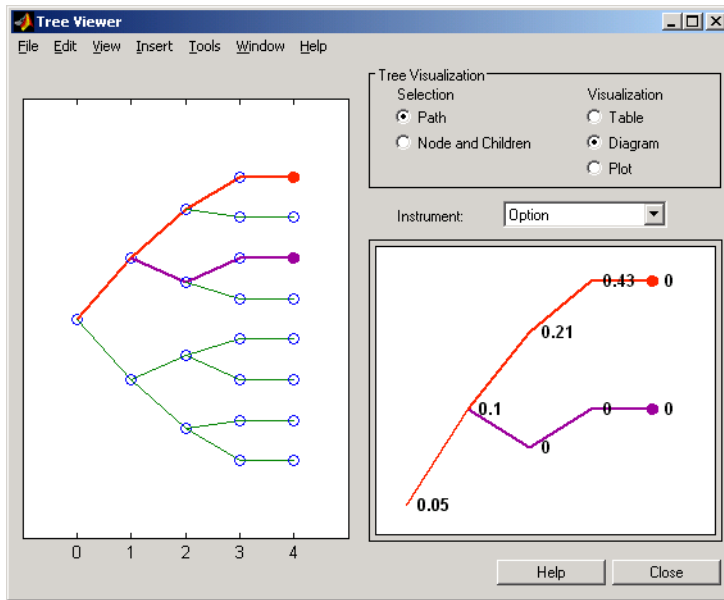 Tree Viewer
File Edit View Insert Tools Window Help
Tree Visualization
Selection
Visualization
Path
Table
Node and Children
Diagram
Plot
Instrument:
Option
0.43 0
0.21
0.1
0 0
0
0.05
0 1 2 3 4
Help
Close